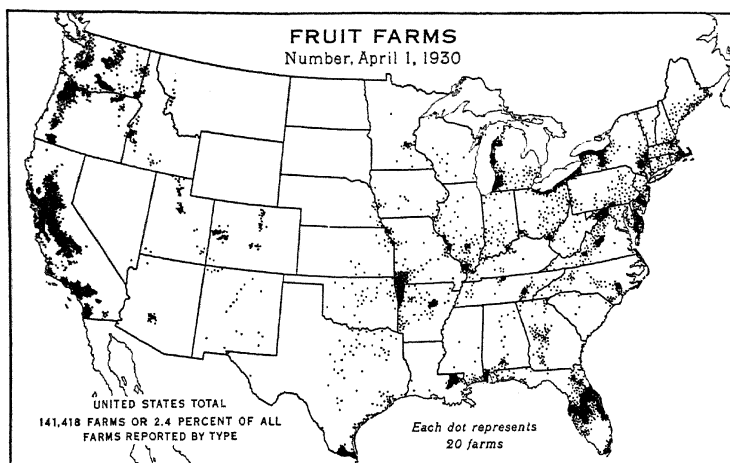 FRUIT FARMS
Number, April 1, 1930
UNITED STATES TOTAL
141,418 FARMS OR 2.4 PERCENT OF ALL
FARMS REPORTED BY TYPE
Each dot represents
20 farms